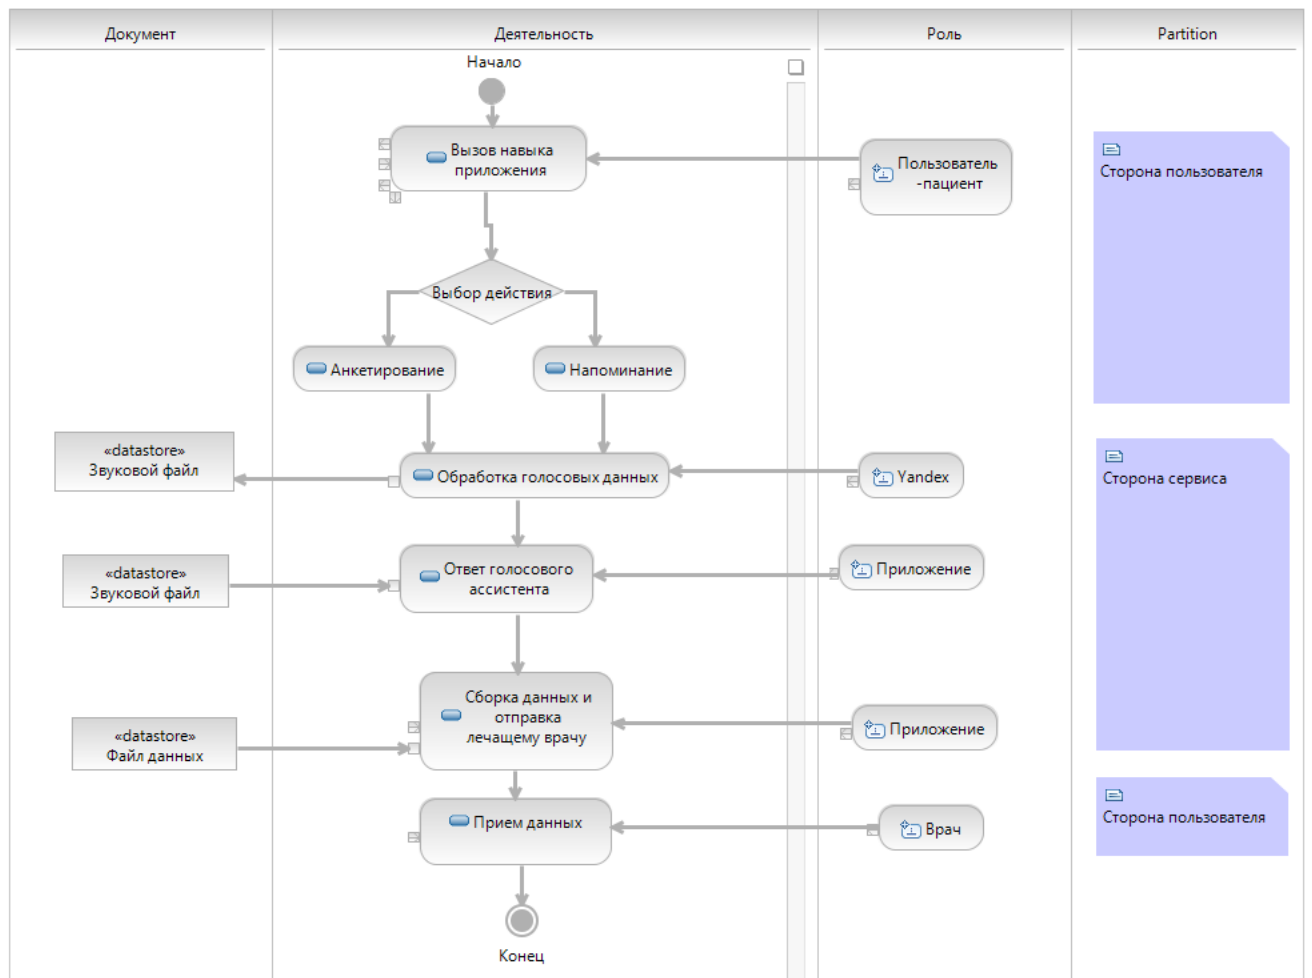 Документ
Деятельность
Роль
Partition
Начало
Вызов навыка
приложения
Пользователь
-пациент
Сторона пользователя
Выбор действия
Анкетирование
Напоминание
«datastore»
Звуковой файл
Обработка голосовых данных
Yandex
Сторона сервиса
«datastore»
Звуковой файл
Ответ голосового
ассистента
Приложение
«datastore»
Файл данных
Сборка данных и
отправка
лечащему врачу
Приложение
Прием данных
Врач
Сторона пользователя
Конец